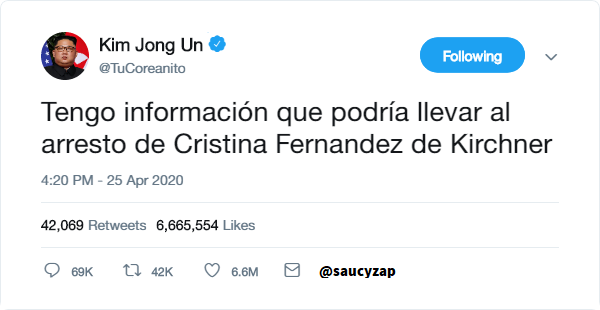 Kim Jong Un
@TuCoreanito
Following
Tengo información que podría llevar al
arresto de Cristina Fernandez de Kirchner
4:20 PM - 25 Apr 2020
42,069 Retweets 6,665,554 Likes
69K 42K 6.6M @saucyzap